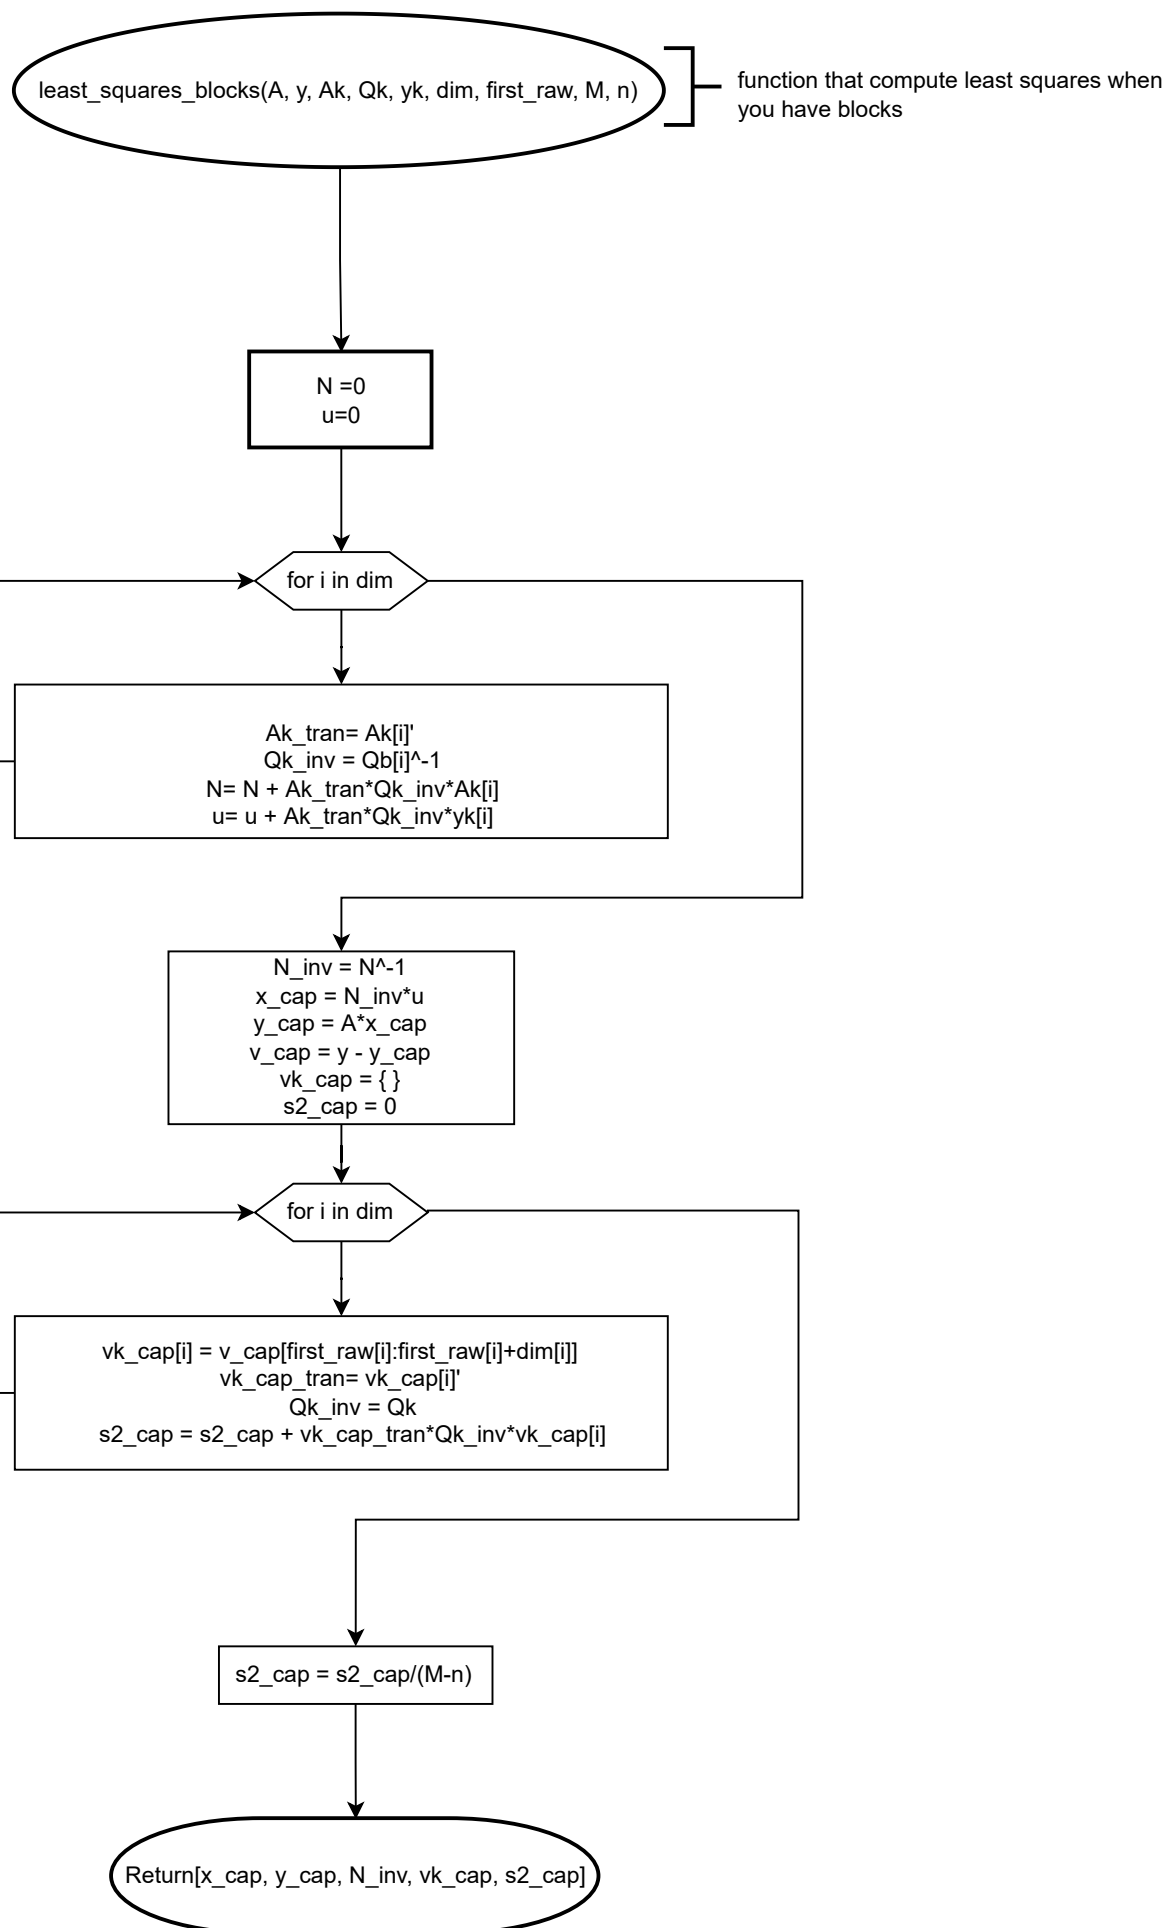 least_squares_blocks(A, y, Ak, Qk, yk, dim, first_raw, M, n)
function that compute least squares when
you have blocks
N =0
u=0
for i in dim
Ak_tran= Ak[i]'
Qk_inv = Qb[i]^-1
N= N + Ak_tran*Qk_inv*Ak[i]
u= u + Ak_tran*Qk_inv*yk[i]
N_inv = N^-1
x_cap = N_inv*u
y_cap = A*x_cap
v_cap = y - y_cap
vk_cap = { }
s2_cap = 0
for i in dim
vk_cap[i] = v_cap[first_raw[i]:first_raw[i]+dim[i]]
vk_cap_tran= vk_cap[i]'
Qk_inv = Qk
s2_cap = s2_cap + vk_cap_tran*Qk_inv*vk_cap[i]
s2_cap = s2_cap/(M-n)
Return[x_cap, y_cap, N_inv, vk_cap, s2_cap]